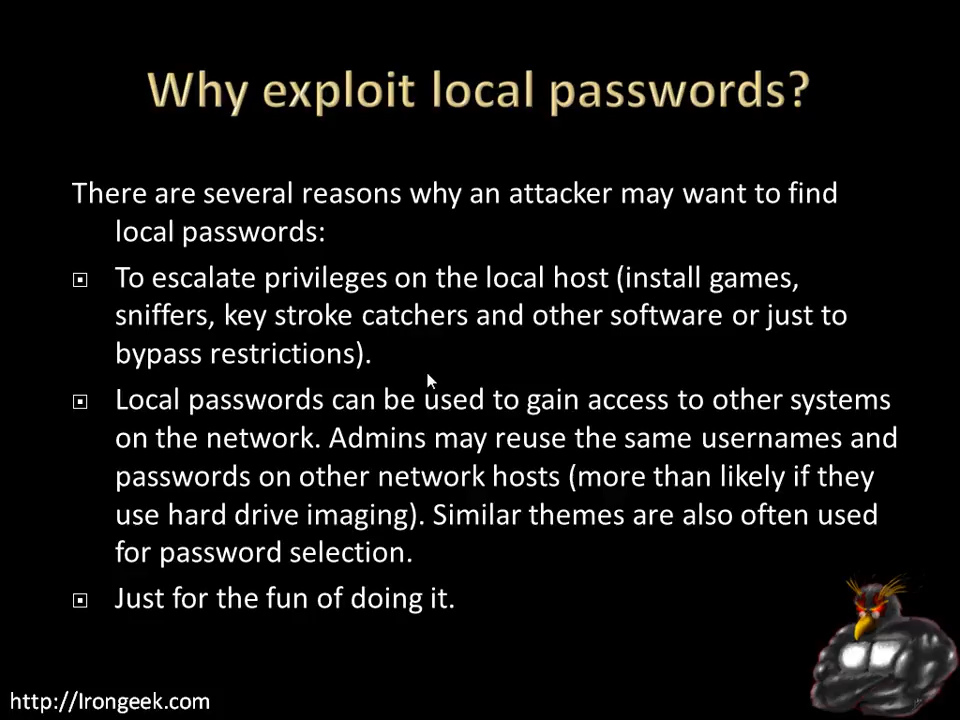 Why exploit local passwords?
There are several reasons why an attacker may want to find
local passwords:
To escalate privileges on the local host (install games,
sniffers, key stroke catchers and other software or just to
bypass restrictions).
Local passwords can be used to gain access to other systems
on the network. Admins may reuse the same usernames and
passwords on other network hosts (more than likely if they
use hard drive imaging). Similar themes are also often used
for password selection.
Just for the fun of doing it.
http://Irongeek.com